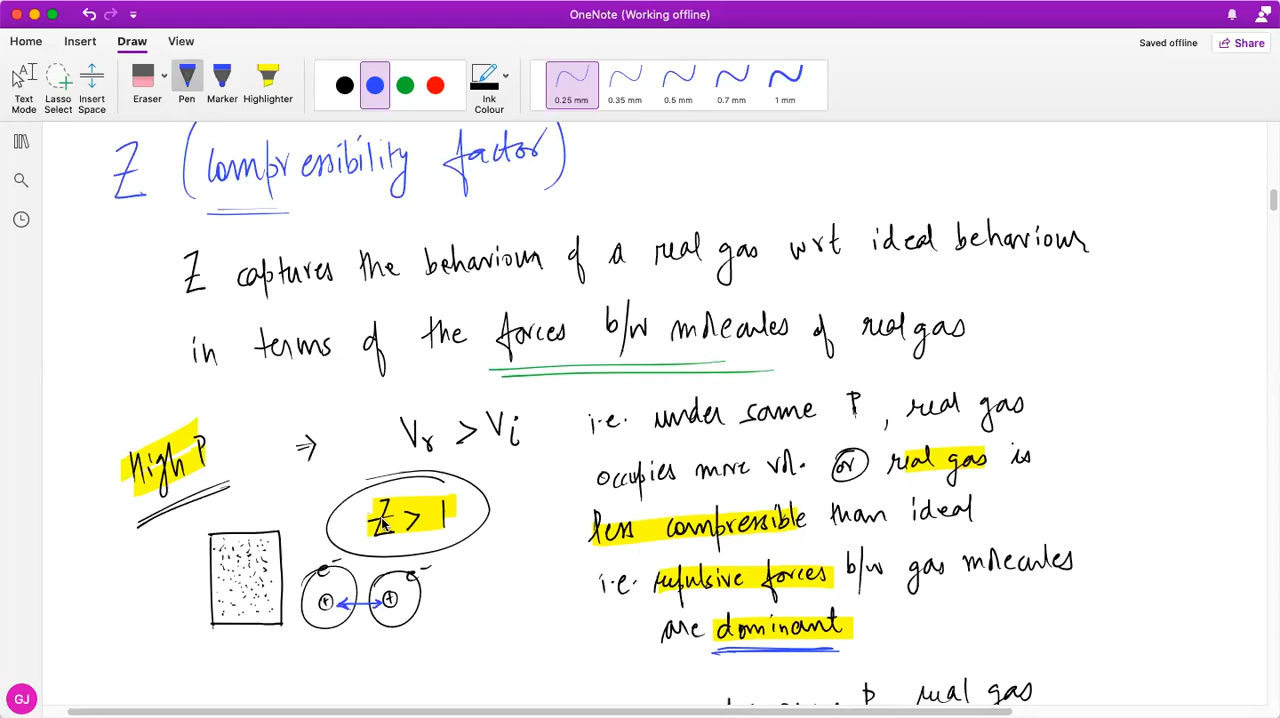 OneNote (Working offline)
Home Insert Draw View
Saved offline
Share
Text Mode
Lasso Select
Insert Space
Eraser
Pen
Marker
Highlighter
Ink Colour
0.25 mm
0.35 mm
0.5 mm
0.7 mm
1 mm
Z (compressibility factor)
Z captures the behaviour of a real gas wrt ideal behaviour
in terms of the forces b/w molecules of real gas
High P ⇒ Vr > Vi i.e. under same P, real gas
occupies more vol. or real gas is
Z > 1 less compressible than ideal
e- e- i.e. repulsive forces b/w gas molecules
+ +
are dominant
P real gas
GJ